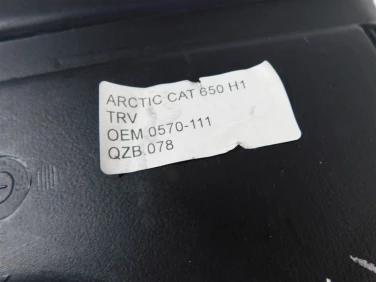 ARCTIC CAT 650 H1
TRV
OEM 0570-111
QZB 078